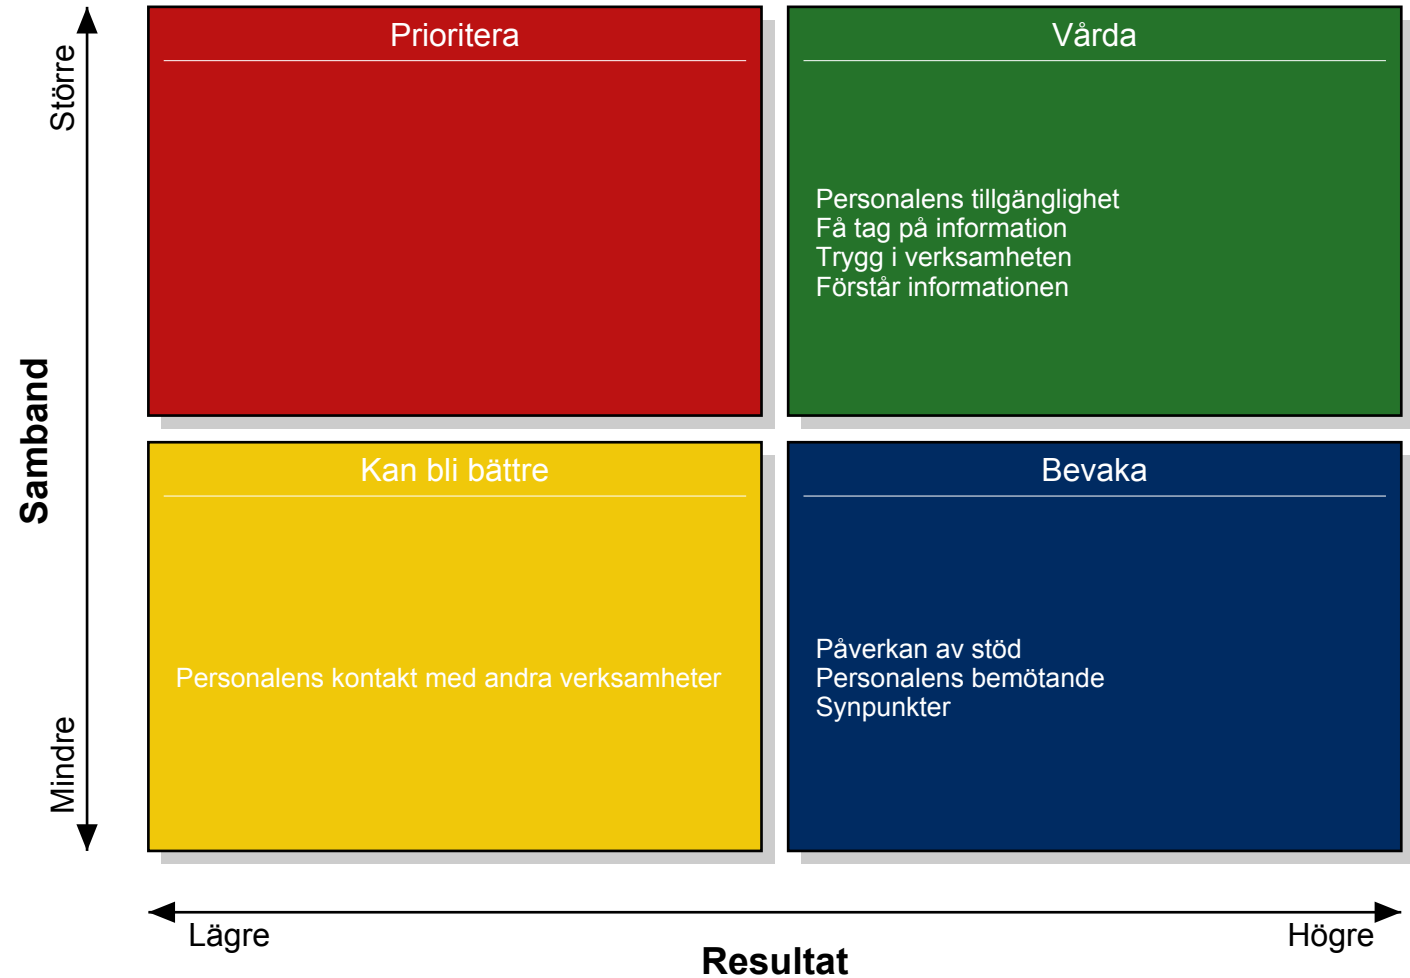 Större
Mindre
Samband
Prioritera
Vårda
Personalens tillgänglighet
Få tag på information
Trygg i verksamheten
Förstår informationen
Kan bli bättre
Personalens kontakt med andra verksamheter
Bevaka
Påverkan av stöd
Personalens bemötande
Synpunkter
Lägre
Högre
Resultat